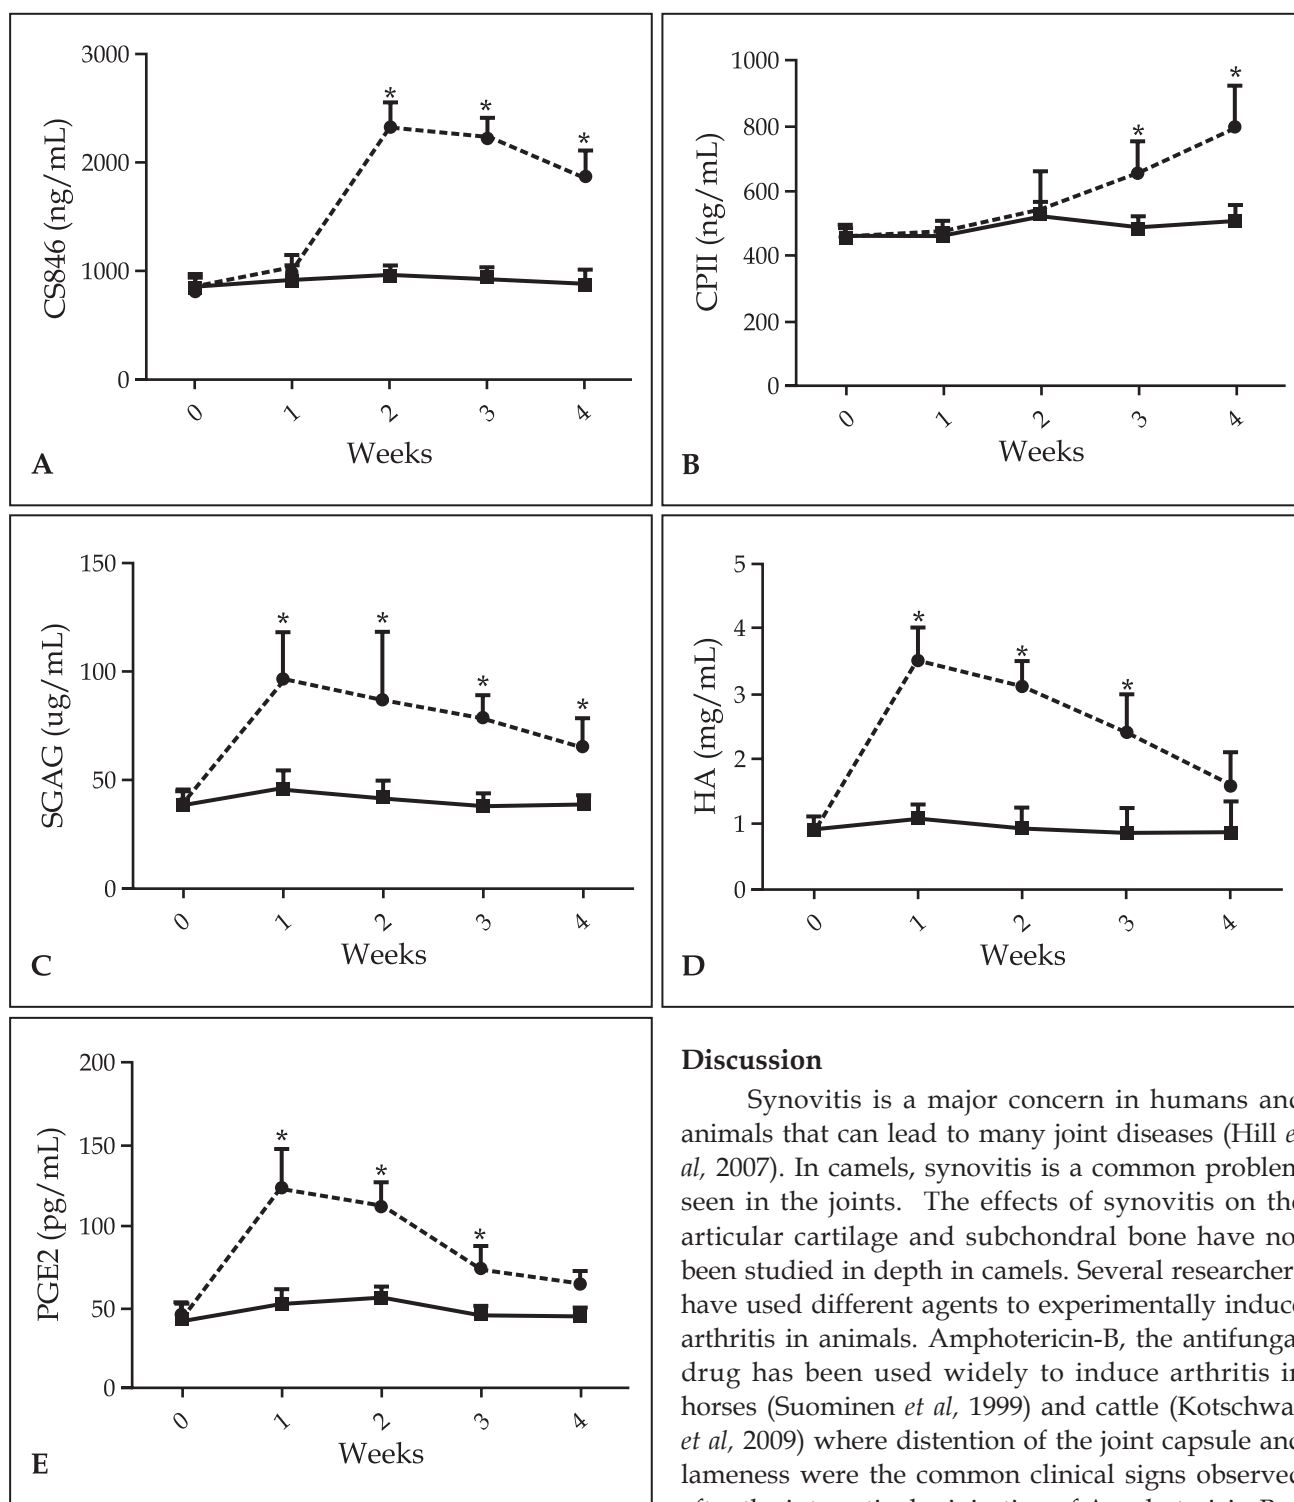 3000
2000
1000
0
CS846 (ng/mL)
* * *
0 1 2 3 4
Weeks
A
1000
800
600
400
200
0
CPII (ng/mL)
* *
0 1 2 3 4
Weeks
B
150
100
50
0
SGAG (ug/mL)
* * * *
0 1 2 3 4
Weeks
C
5
4
3
2
1
0
HA (mg/mL)
* * *
0 1 2 3 4
Weeks
D
200
150
100
50
0
PGE2 (pg/mL)
* * *
0 1 2 3 4
Weeks
E
Discussion
Synovitis is a major concern in humans and
animals that can lead to many joint diseases (Hill e
al, 2007). In camels, synovitis is a common problem
seen in the joints. The effects of synovitis on the
articular cartilage and subchondral bone have no
been studied in depth in camels. Several researcher
have used different agents to experimentally induce
arthritis in animals. Amphotericin-B, the antifunga
drug has been used widely to induce arthritis in
horses (Suominen et al, 1999) and cattle (Kotschwa
et al, 2009) where distention of the joint capsule and
lameness were the common clinical signs observed